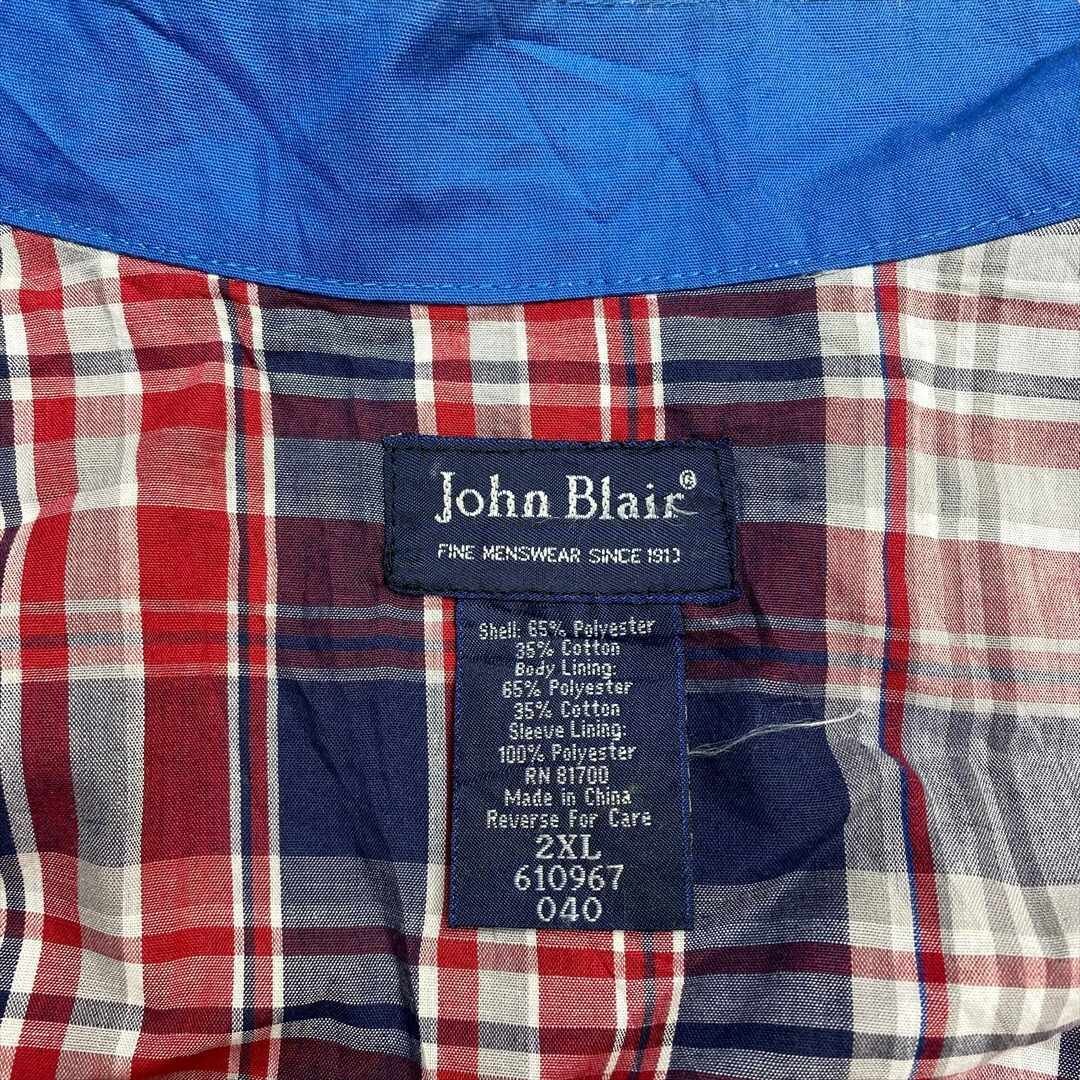 John Blair®
FINE MENSWEAR SINCE 1913
Shell: 65% Polyester
35% Cotton
Body Lining:
65% Polyester
35% Cotton
Sleeve Lining:
100% Polyester
RN 81700
Made in China
Reverse For Care
2XL
610967
040